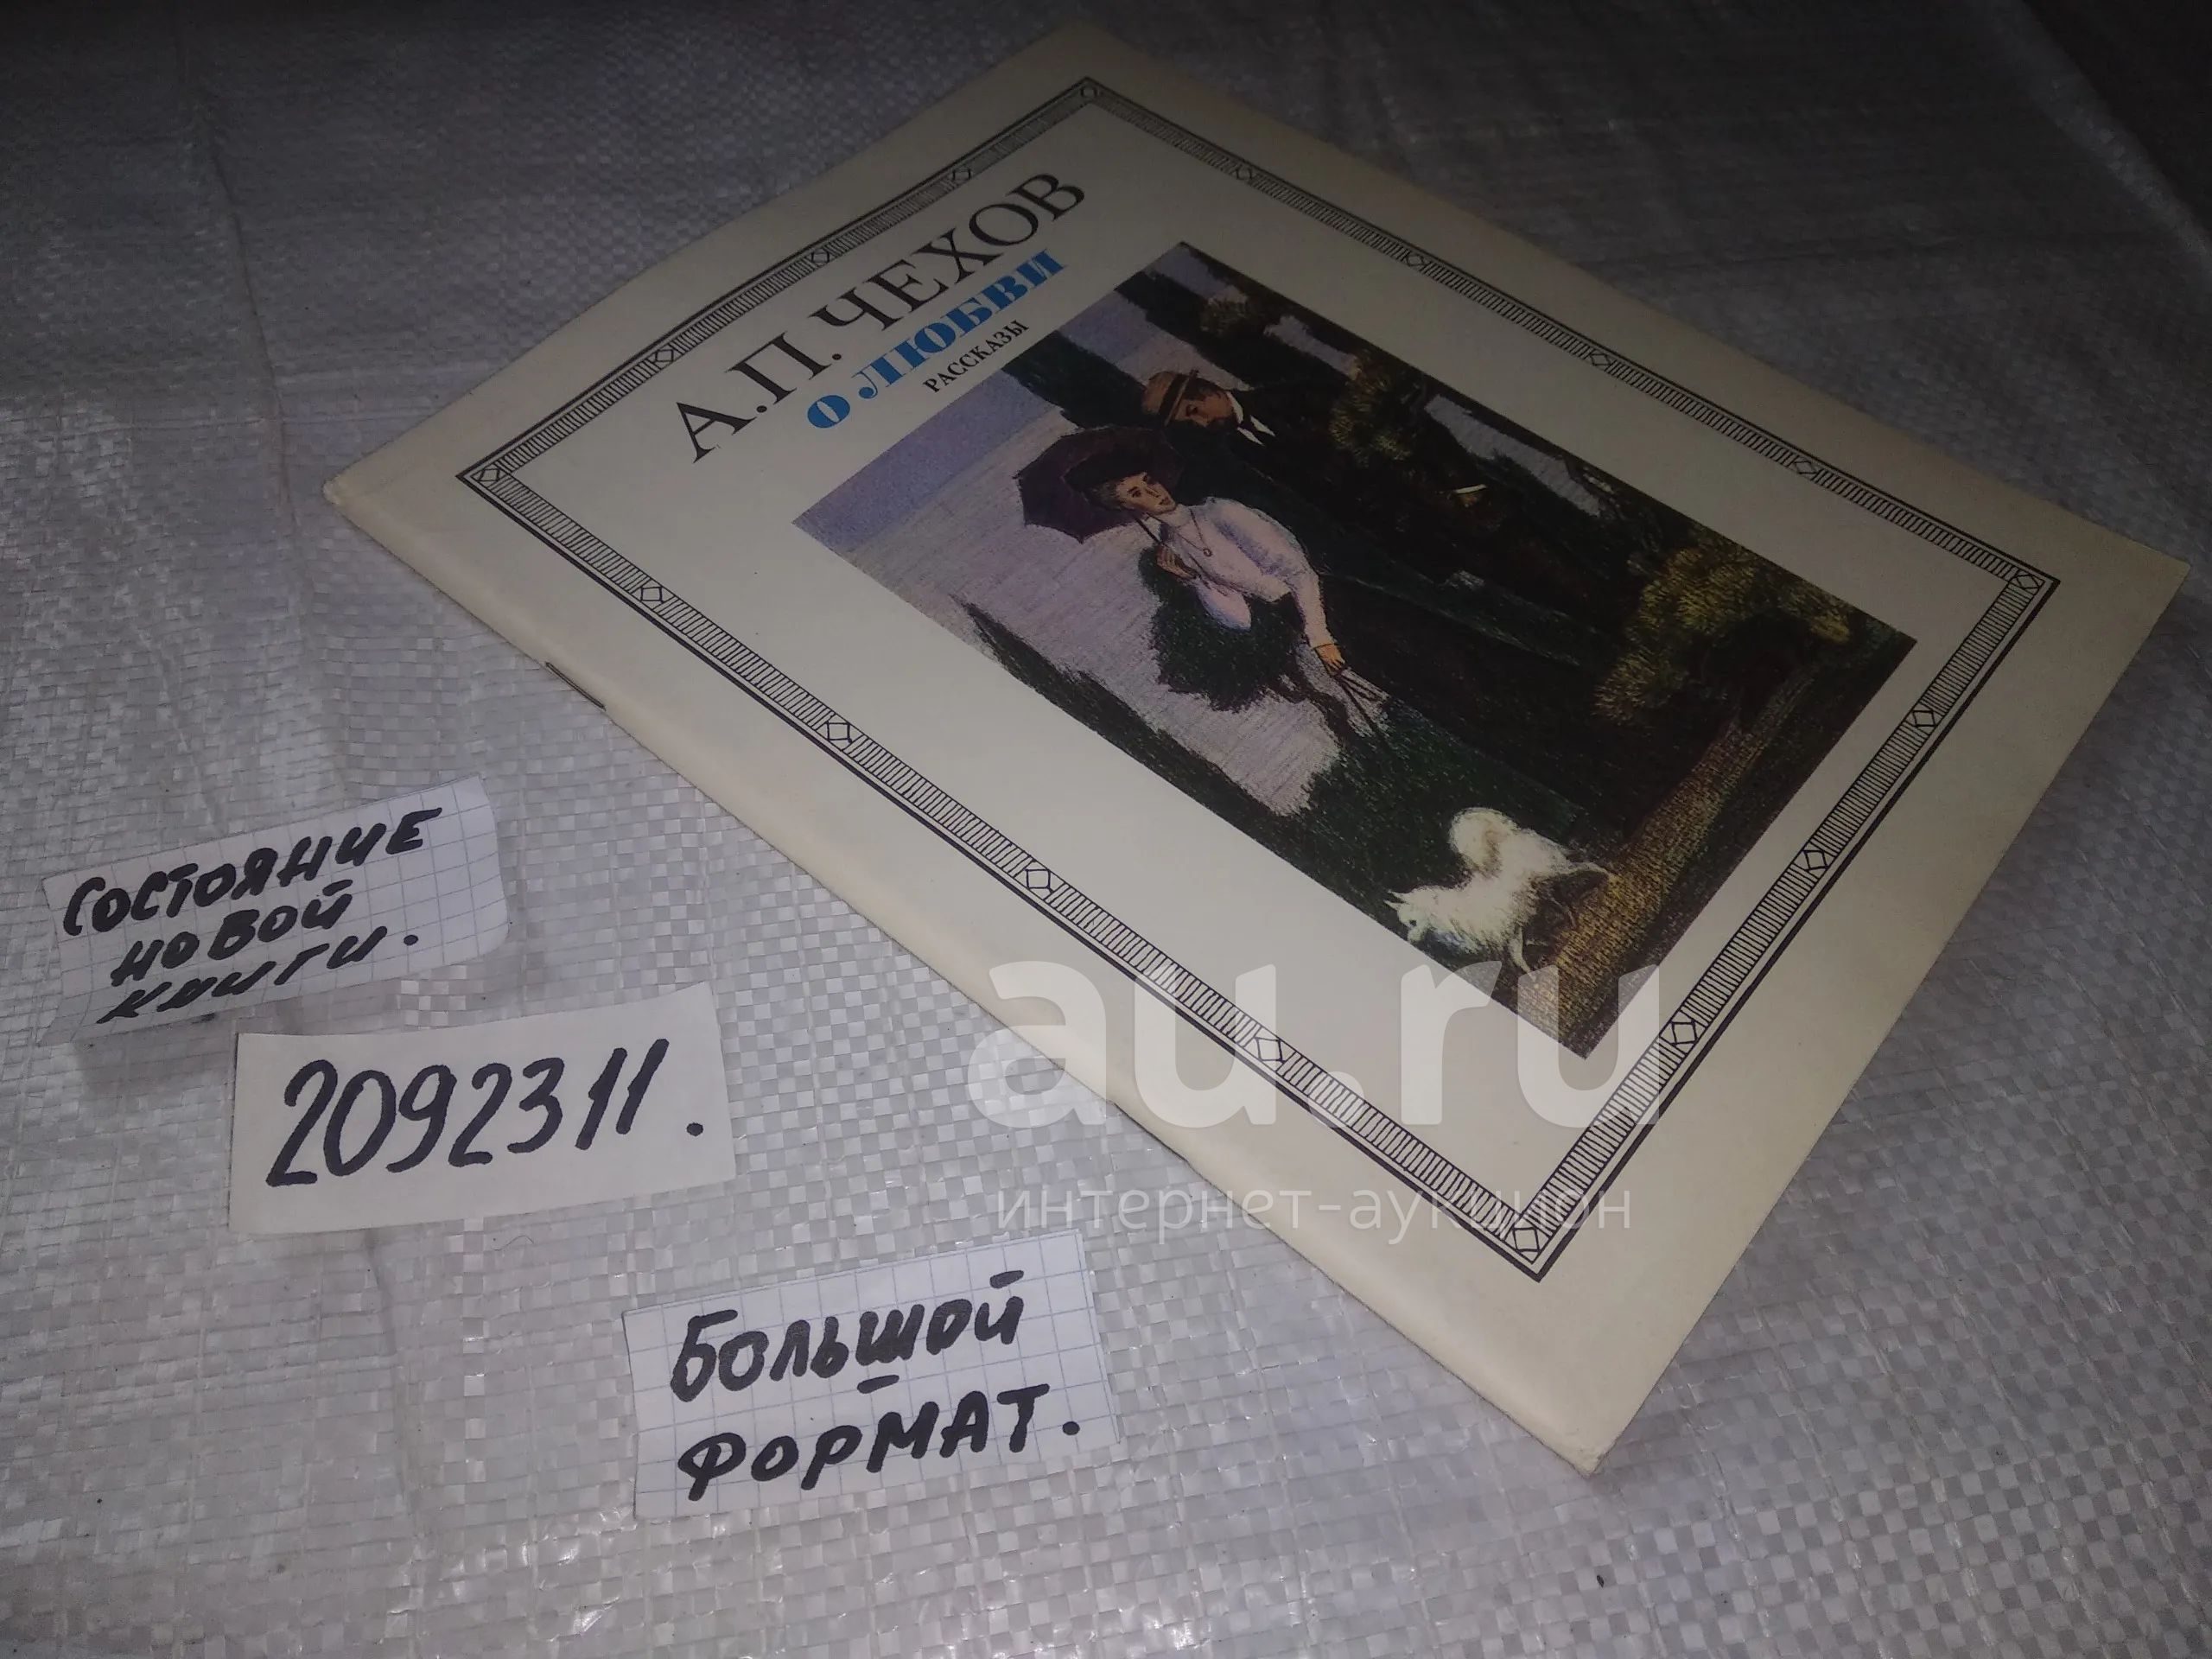 А.П. ЧЕХОВ
О ЛЮБВИ
РАССКАЗЫ
СОСТОЯНИЕ
НОВОЙ
КНИГИ.
2092311.
БОЛЬШОЙ
ФОРМАТ.
au.ru
интернет-аукцион